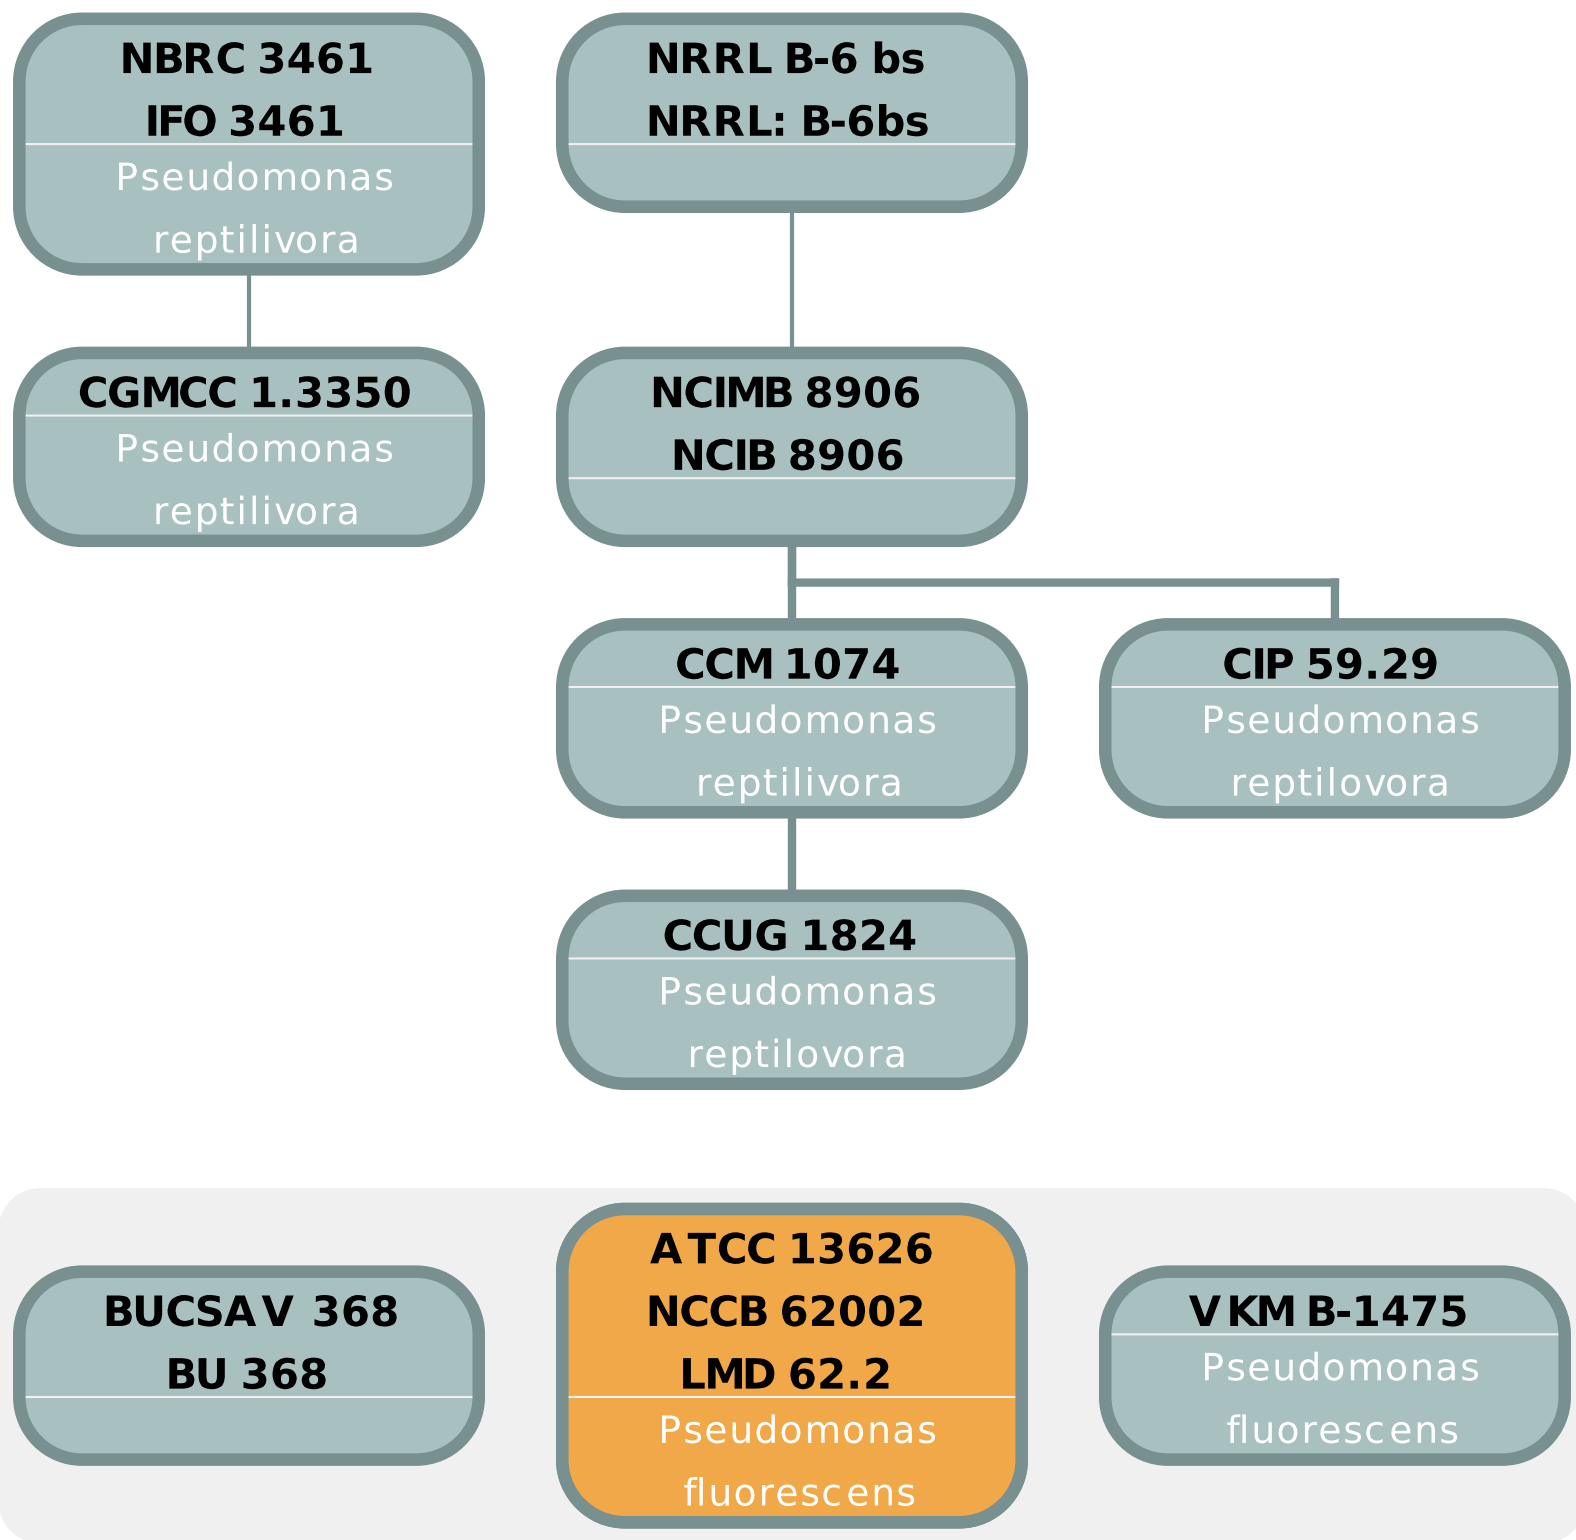 NBRC 3461
IFO 3461
Pseudomonas
reptilivora
NRRL B-6 bs
NRRL: B-6bs
CGMCC 1.3350
Pseudomonas
reptilivora
NCIMB 8906
NCIB 8906
CCM 1074
Pseudomonas
reptilivora
CIP 59.29
Pseudomonas
reptilovora
CCUG 1824
Pseudomonas
reptilovora
BUCSAV 368
BU 368
ATCC 13626
NCCB 62002
LMD 62.2
Pseudomonas
fluorescens
VKM B-1475
Pseudomonas
fluorescens